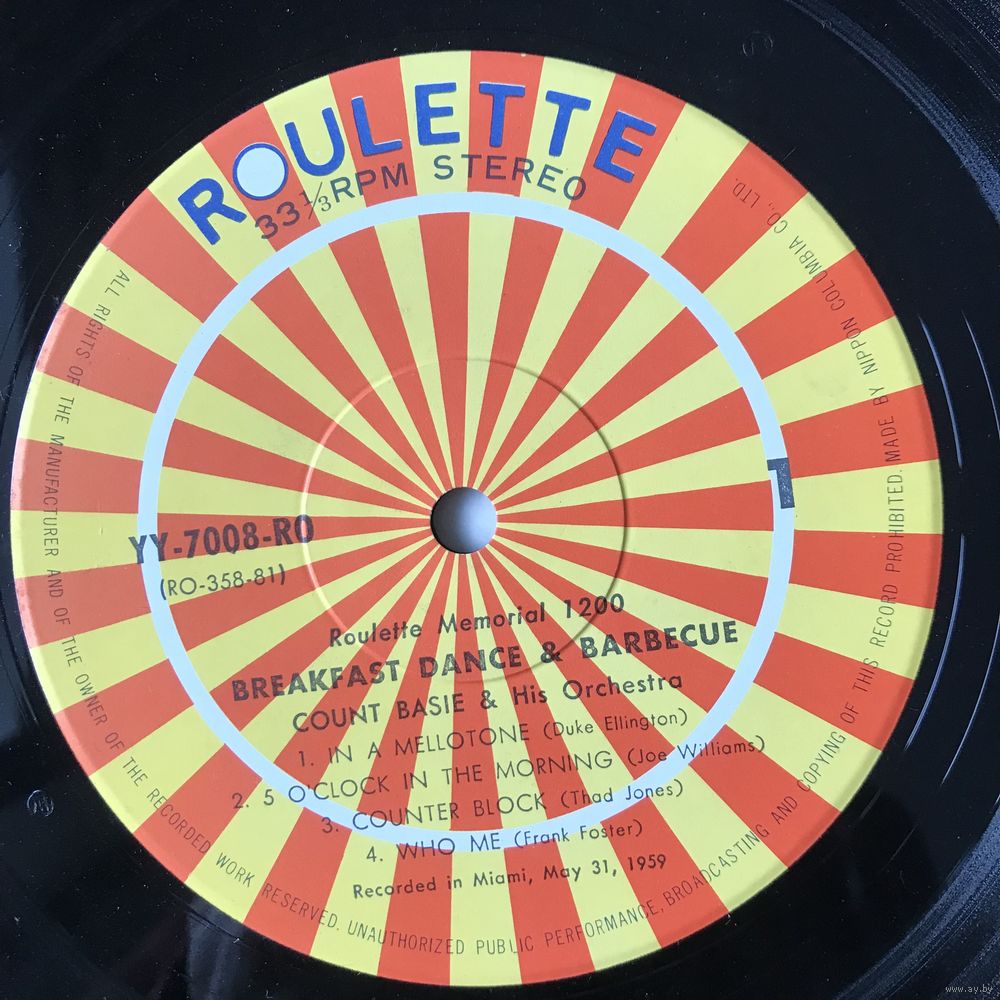 ROULETTE
33⅓RPM STEREO
YY-7008-RO
(RO-358-81)
1
Roulette Memorial 1200
BREAKFAST DANCE & BARBECUE
COUNT BASIE & His Orchestra
1. IN A MELLOTONE (Duke Ellington)
2. 5 O'CLOCK IN THE MORNING (Joe Williams)
3. COUNTER BLOCK (Thad Jones)
4. WHO ME (Frank Foster)
Recorded in Miami, May 31, 1959
ALL RIGHTS OF THE MANUFACTURER AND OF THE OWNER OF THE RECORDED WORK RESERVED. UNAUTHORIZED PUBLIC PERFORMANCE, BROADCASTING AND COPYING OF THIS RECORD PROHIBITED. MADE BY NIPPON COLUMBIA CO., LTD.
www.ay.by